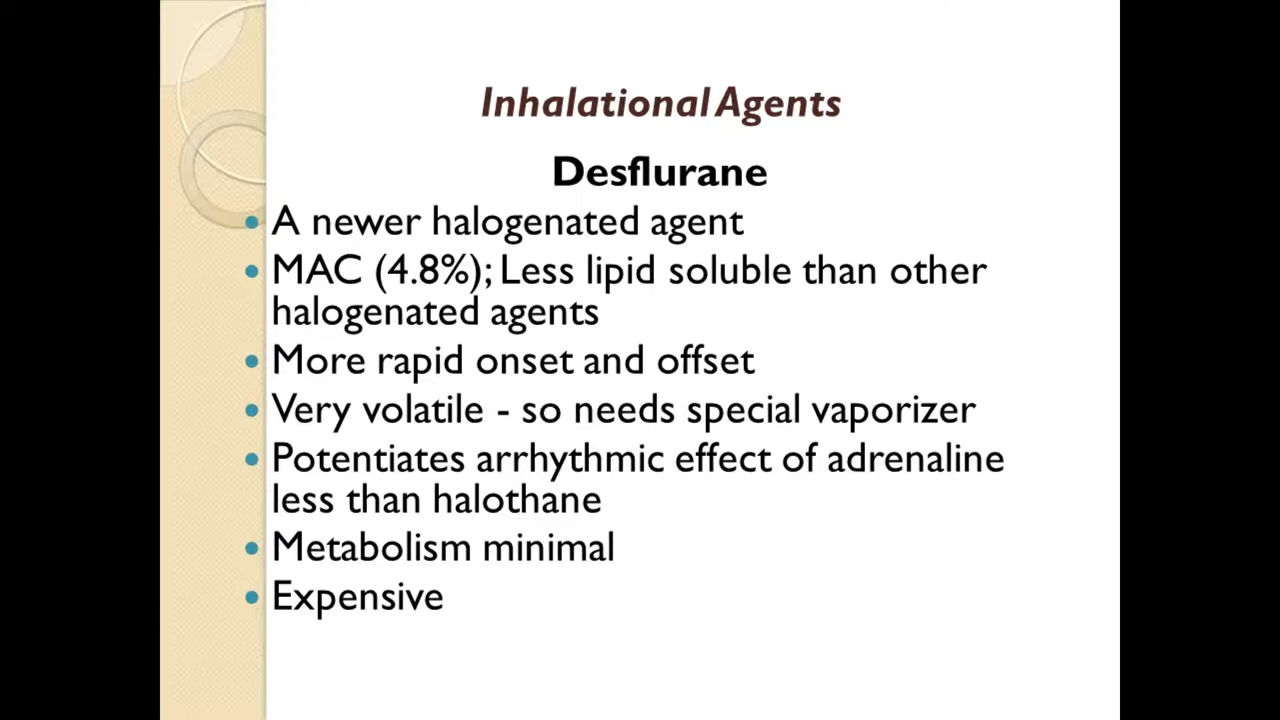 Inhalational Agents
Desflurane
• A newer halogenated agent
• MAC (4.8%); Less lipid soluble than other
halogenated agents
• More rapid onset and offset
• Very volatile - so needs special vaporizer
• Potentiates arrhythmic effect of adrenaline
less than halothane
• Metabolism minimal
• Expensive